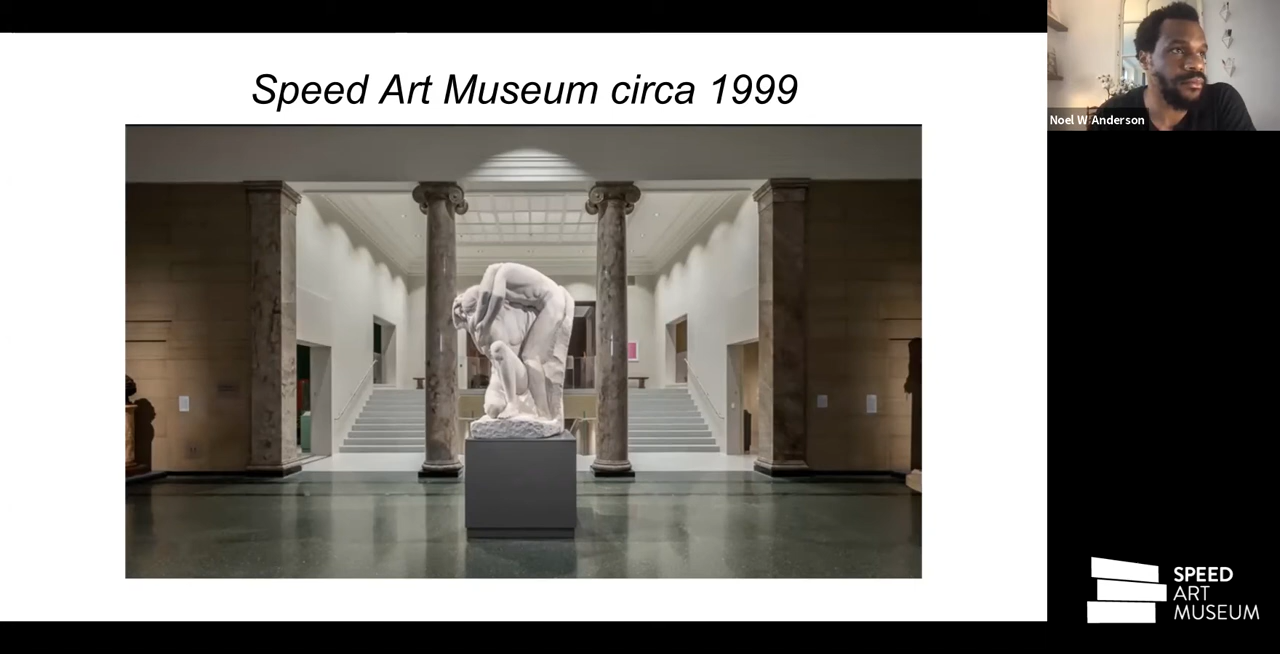 Speed Art Museum circa 1999
Noel W Anderson
SPEED
ART
MUSEUM